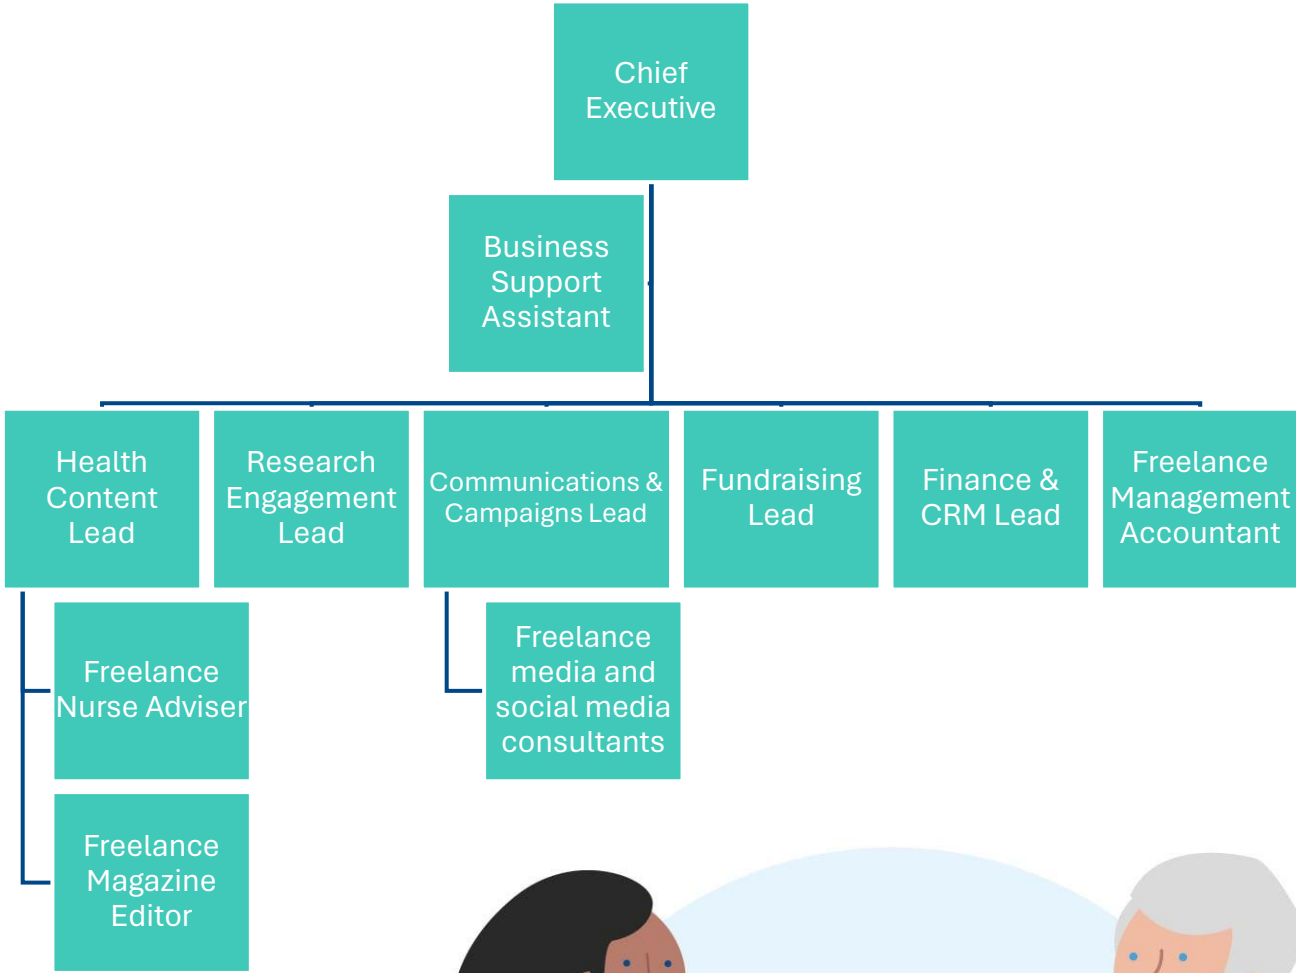 Chief
Executive
Business
Support
Assistant
Health
Content
Lead
Research
Engagement
Lead
Communications &
Campaigns Lead
Fundraising
Lead
Finance &
CRM Lead
Freelance
Management
Accountant
Freelance
Nurse Adviser
Freelance
media and
social media
consultants
Freelance
Magazine
Editor